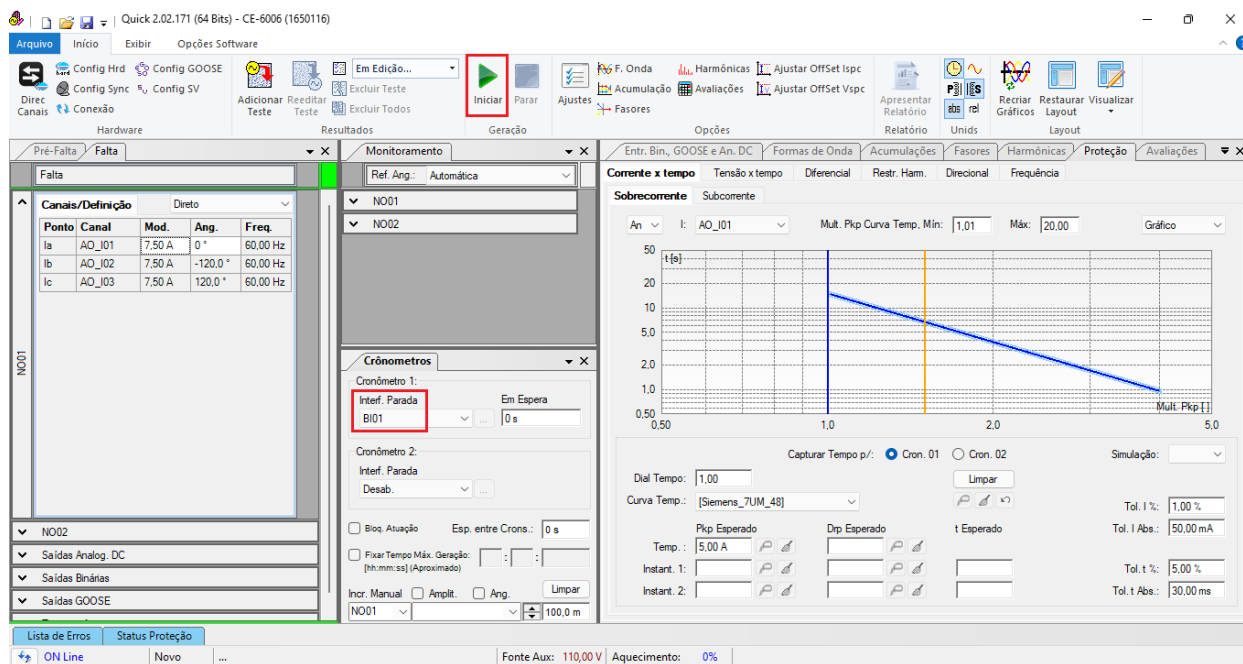 Quick 2.02.171 (64 Bits) - CE-6006 (1650116)
Arquivo Início Exibir Opções Software
Direc Canais
Config Hrd
Config Sync
Conexão
Config GOOSE
Config SV
Hardware
Adicionar Teste
Reeditar Teste
Em Edição...
Excluir Teste
Excluir Todos
Resultados
Iniciar
Parar
Geração
Ajustes
F. Onda
Acumulação
Fasores
Harmônicas
Avaliações
Ajustar OffSet Ispc
Ajustar OffSet Vspc
Opções
Apresentar Relatório
Relatório
abs rel
Unids
Recriar Gráficos
Restaurar Layout
Visualizar
Layout
Pré-Falta Falta
Falta
NO01
Canais/Definição Direto
Ponto Canal Mod. Ang. Freq.
Ia AO_I01 7,50 A 0 ° 60,00 Hz
Ib AO_I02 7,50 A -120,0 ° 60,00 Hz
Ic AO_I03 7,50 A 120,0 ° 60,00 Hz
NO02
Saídas Analog. DC
Saídas Binárias
Saídas GOOSE
Monitoramento
Ref. Ang.: Automática
NO01
NO02
Crônometros
Cronômetro 1:
Interf. Parada Em Espera
BI01 ... 0 s
Cronômetro 2:
Interf. Parada
Desab. ...
Bloq. Atuação Esp. entre Crons.: 0 s
Fixar Tempo Máx. Geração: : :
[hh:mm:ss] (Aproximado)
Limpar
Incr. Manual Amplit. Ang.
NO01 100,0 m
Entr. Bin., GOOSE e An. DC Formas de Onda Acumulações Fasores Harmônicas Proteção Avaliações
Corrente x tempo Tensão x tempo Diferencial Restr. Harm. Direcional Frequência
Sobrecorrente Subcorrente
An I: AO_I01 Mult. Pkp Curva Temp, Mín: 1,01 Máx: 20,00 Gráfico
t [s]
50
20
10
5,0
2,0
1,0
0,50
Mult. Pkp [ ]
0,50 1,0 2,0 5,0
Capturar Tempo p/: Cron. 01 Cron. 02 Simulação:
Dial Tempo: 1,00 Limpar
Curva Temp.: [Siemens_7UM_48] Tol. I %: 1,00 %
Pkp Esperado Drp Esperado t Esperado Tol. I Abs.: 50,00 mA
Temp. : 5,00 A
Instant. 1: Tol. t %: 5,00 %
Instant. 2: Tol. t Abs.: 30,00 ms
Lista de Erros Status Proteção
ON Line Novo ... Fonte Aux: 110,00 V Aquecimento: 0%